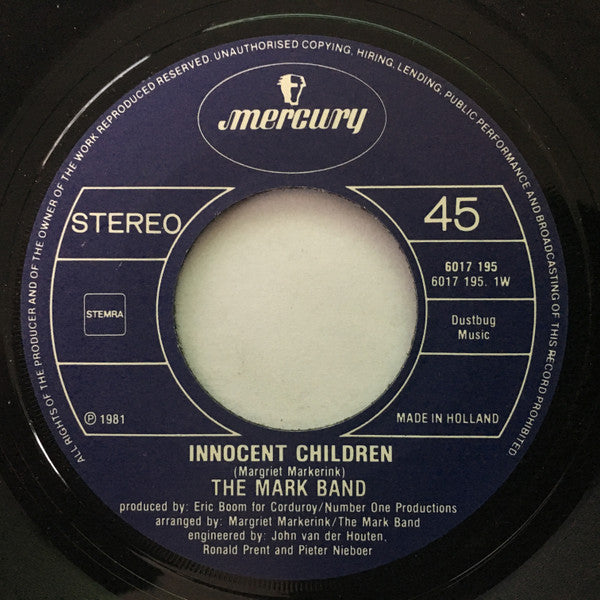 ALL RIGHTS OF THE PRODUCER AND OF THE OWNER OF THE WORK REPRODUCED RESERVED. UNAUTHORISED COPYING, HIRING, LENDING, PUBLIC PERFORMANCE AND BROADCASTING OF THIS RECORD PROHIBITED
mercury
STEREO
45
6017 195
6017 195. 1W
STEMRA
Dustbug
Music
℗ 1981
MADE IN HOLLAND
INNOCENT CHILDREN
(Margriet Markerink)
THE MARK BAND
produced by: Eric Boom for Corduroy/Number One Productions
arranged by: Margriet Markerink/The Mark Band
engineered by: John van der Houten,
Ronald Prent and Pieter Nieboer